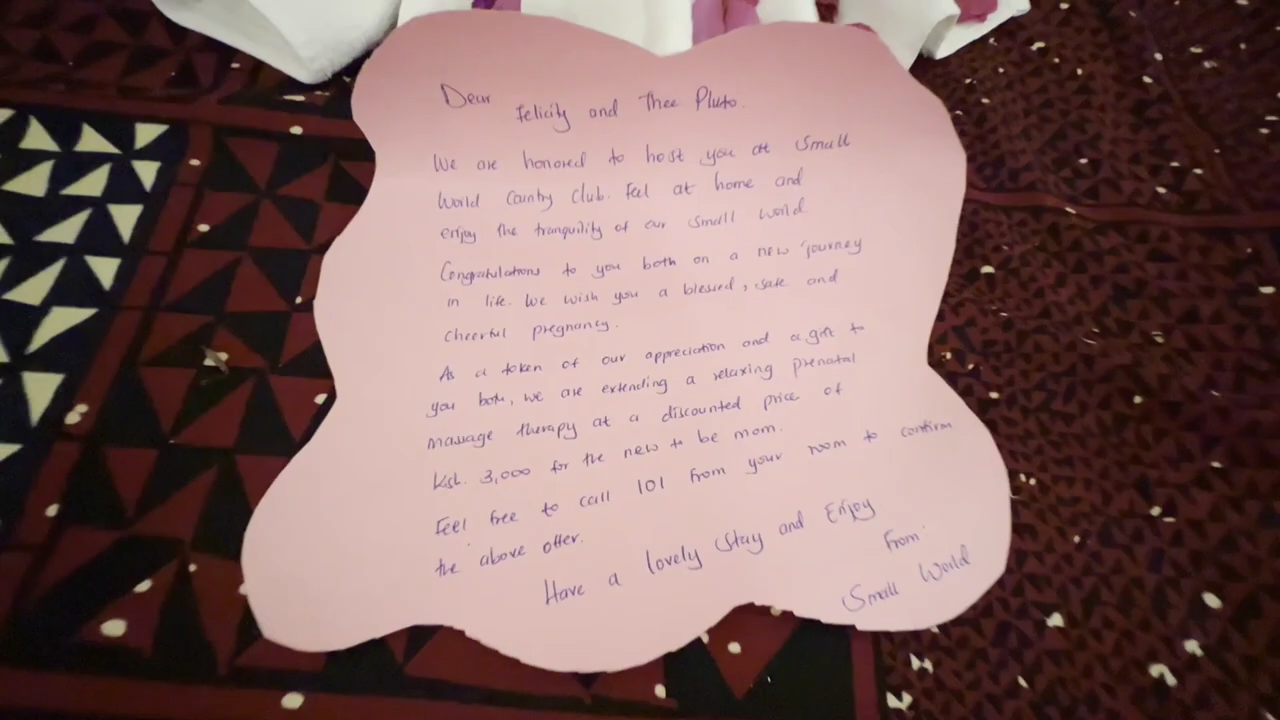 Dear
Felicity and Thee Pluto.
We are honored to host you at Small
World Country Club. Feel at home and
enjoy the tranquility of our small world
Congratulations to you both on a new journey
in life. We wish you a blessed, safe and
cheerful pregnancy.
As a token of our appreciation and a gift to
you both, we are extending a relaxing prenatal
massage therapy at a discounted price of
Ksh. 3,000 for the new to be mom.
Feel free to call 101 from your room to confirm
the above offer.
Have a lovely Stay and Enjoy
From
Small World